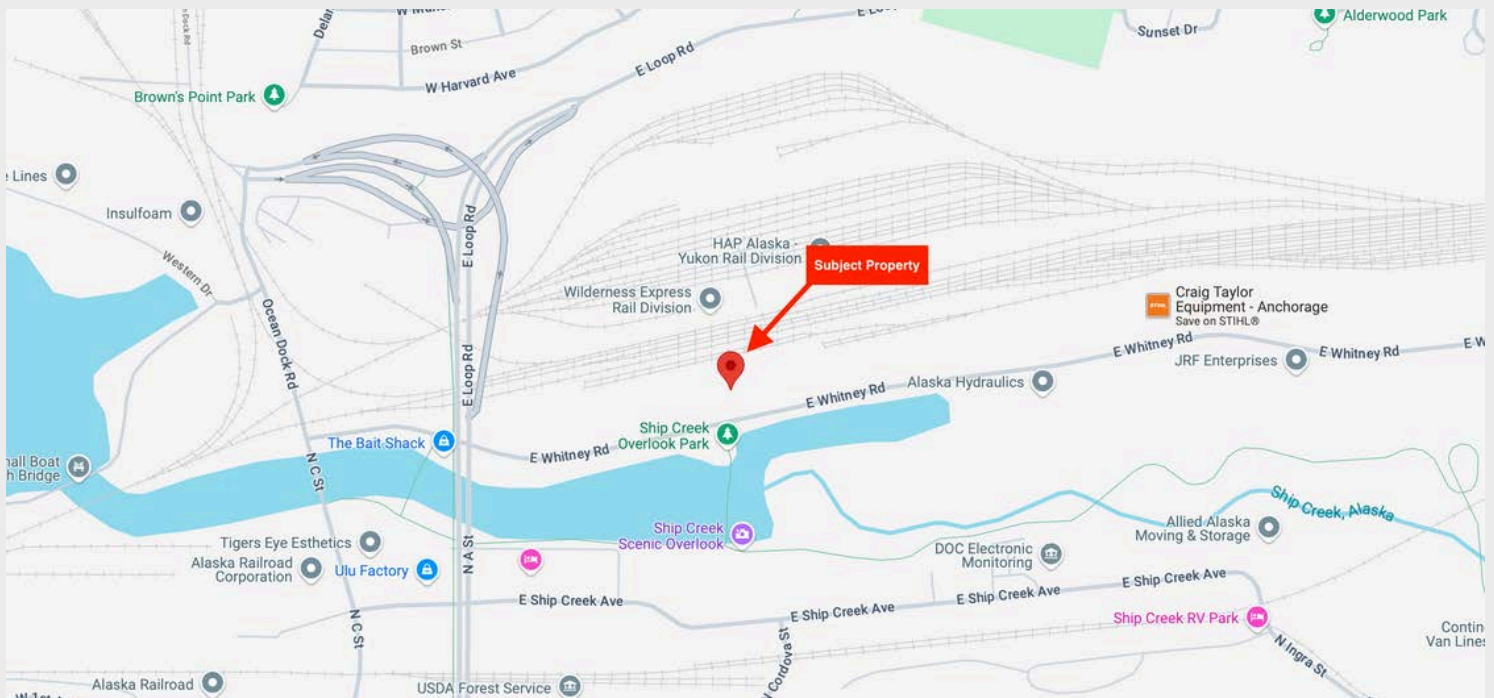 W Harvard Ave
Brown St
E Loop Rd
Sunset Dr
Alderwood Park
Brown's Point Park
Lines
Insulfoam
Western Dr
Ocean Dock Rd
E Loop Rd
E Loop Rd
HAP Alaska -
Yukon Rail Division
Subject Property
Wilderness Express
Rail Division
STIHL
Craig Taylor
Equipment - Anchorage
Save on STIHL®
E Whitney Rd
E Whitney Rd
JRF Enterprises
Alaska Hydraulics
E Whitney Rd
Ship Creek
Overlook Park
The Bait Shack
E Whitney Rd
Boat
Bridge
N C St
Ship Creek, Alaska
Ship Creek
Scenic Overlook
Allied Alaska
Moving & Storage
Tigers Eye Esthetics
Alaska Railroad
Corporation
Ulu Factory
N A St
DOC Electronic
Monitoring
E Ship Creek Ave
E Ship Creek Ave
E Ship Creek Ave
E Ship Creek Ave
Ship Creek RV Park
N C St
N Cordova St
N Ingra St
Van Lines
Alaska Railroad
USDA Forest Service